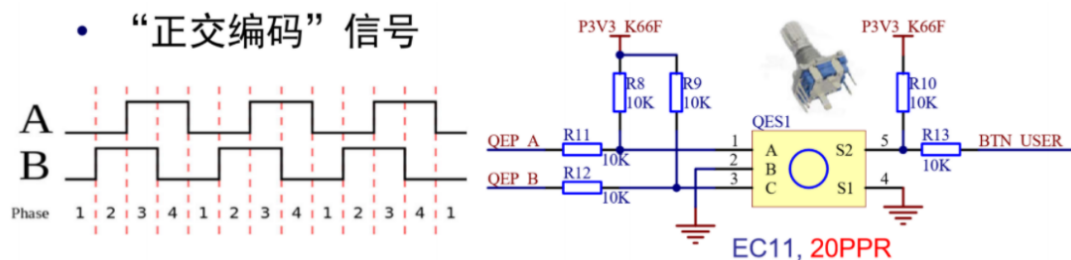 • “正交编码”信号
A
B
Phase 1 2 3 4 1 2 3 4 1 2 3 4 1
P3V3_K66F
P3V3_K66F
R8
10K
R9
10K
R10
10K
QES1
QEP_A
R11
10K
1
A
S2
5
R13
10K
BTN_USER
2
B
QEP_B
R12
10K
3
C
S1
4
EC11, 20PPR